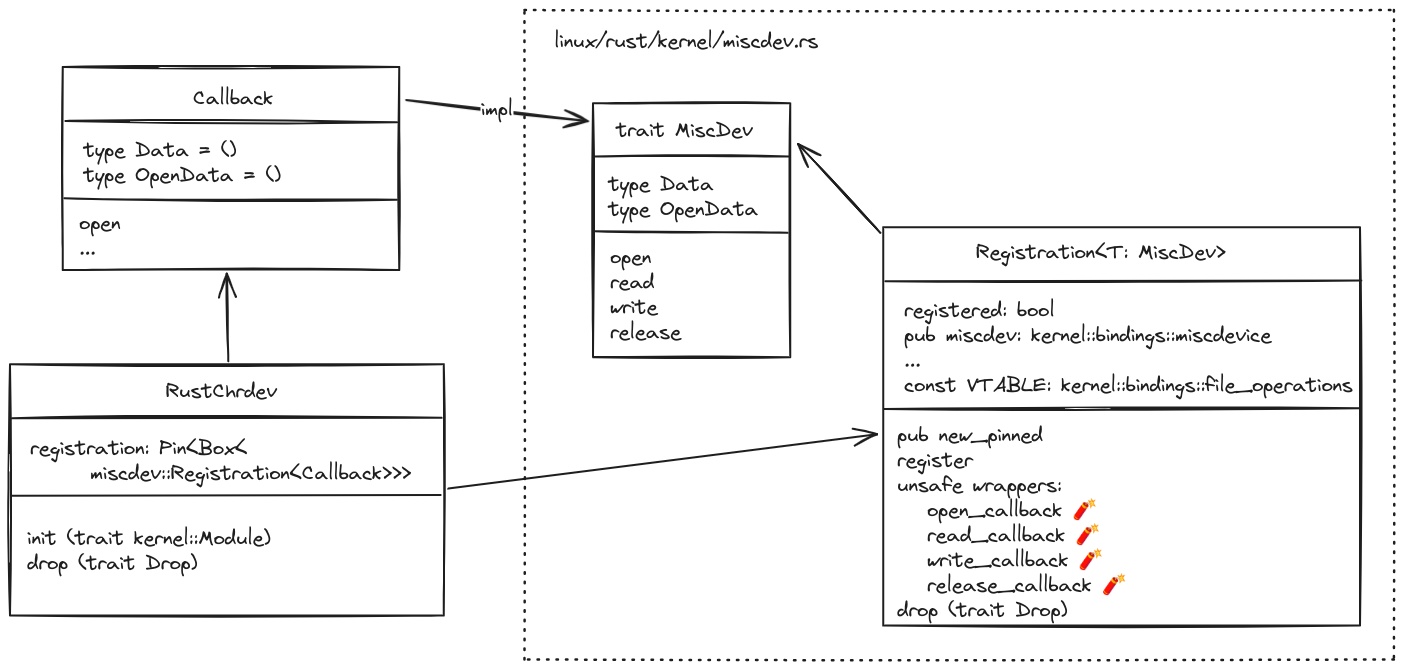 linux/rust/kernel/miscdev.rs
Callback
type Data = ()
type OpenData = ()
open
...
impl
trait MiscDev
type Data
type OpenData
open
read
write
release
Registration<T: MiscDev>
registered: bool
pub miscdev: kernel::bindings::miscdevice
...
const VTABLE: kernel::bindings::file_operations
pub new_pinned
register
unsafe wrappers:
open_callback 🧨
read_callback 🧨
write_callback 🧨
release_callback 🧨
drop (trait Drop)
RustChrdev
registration: Pin<Box<
miscdev::Registration<Callback>>>
init (trait kernel::Module)
drop (trait Drop)